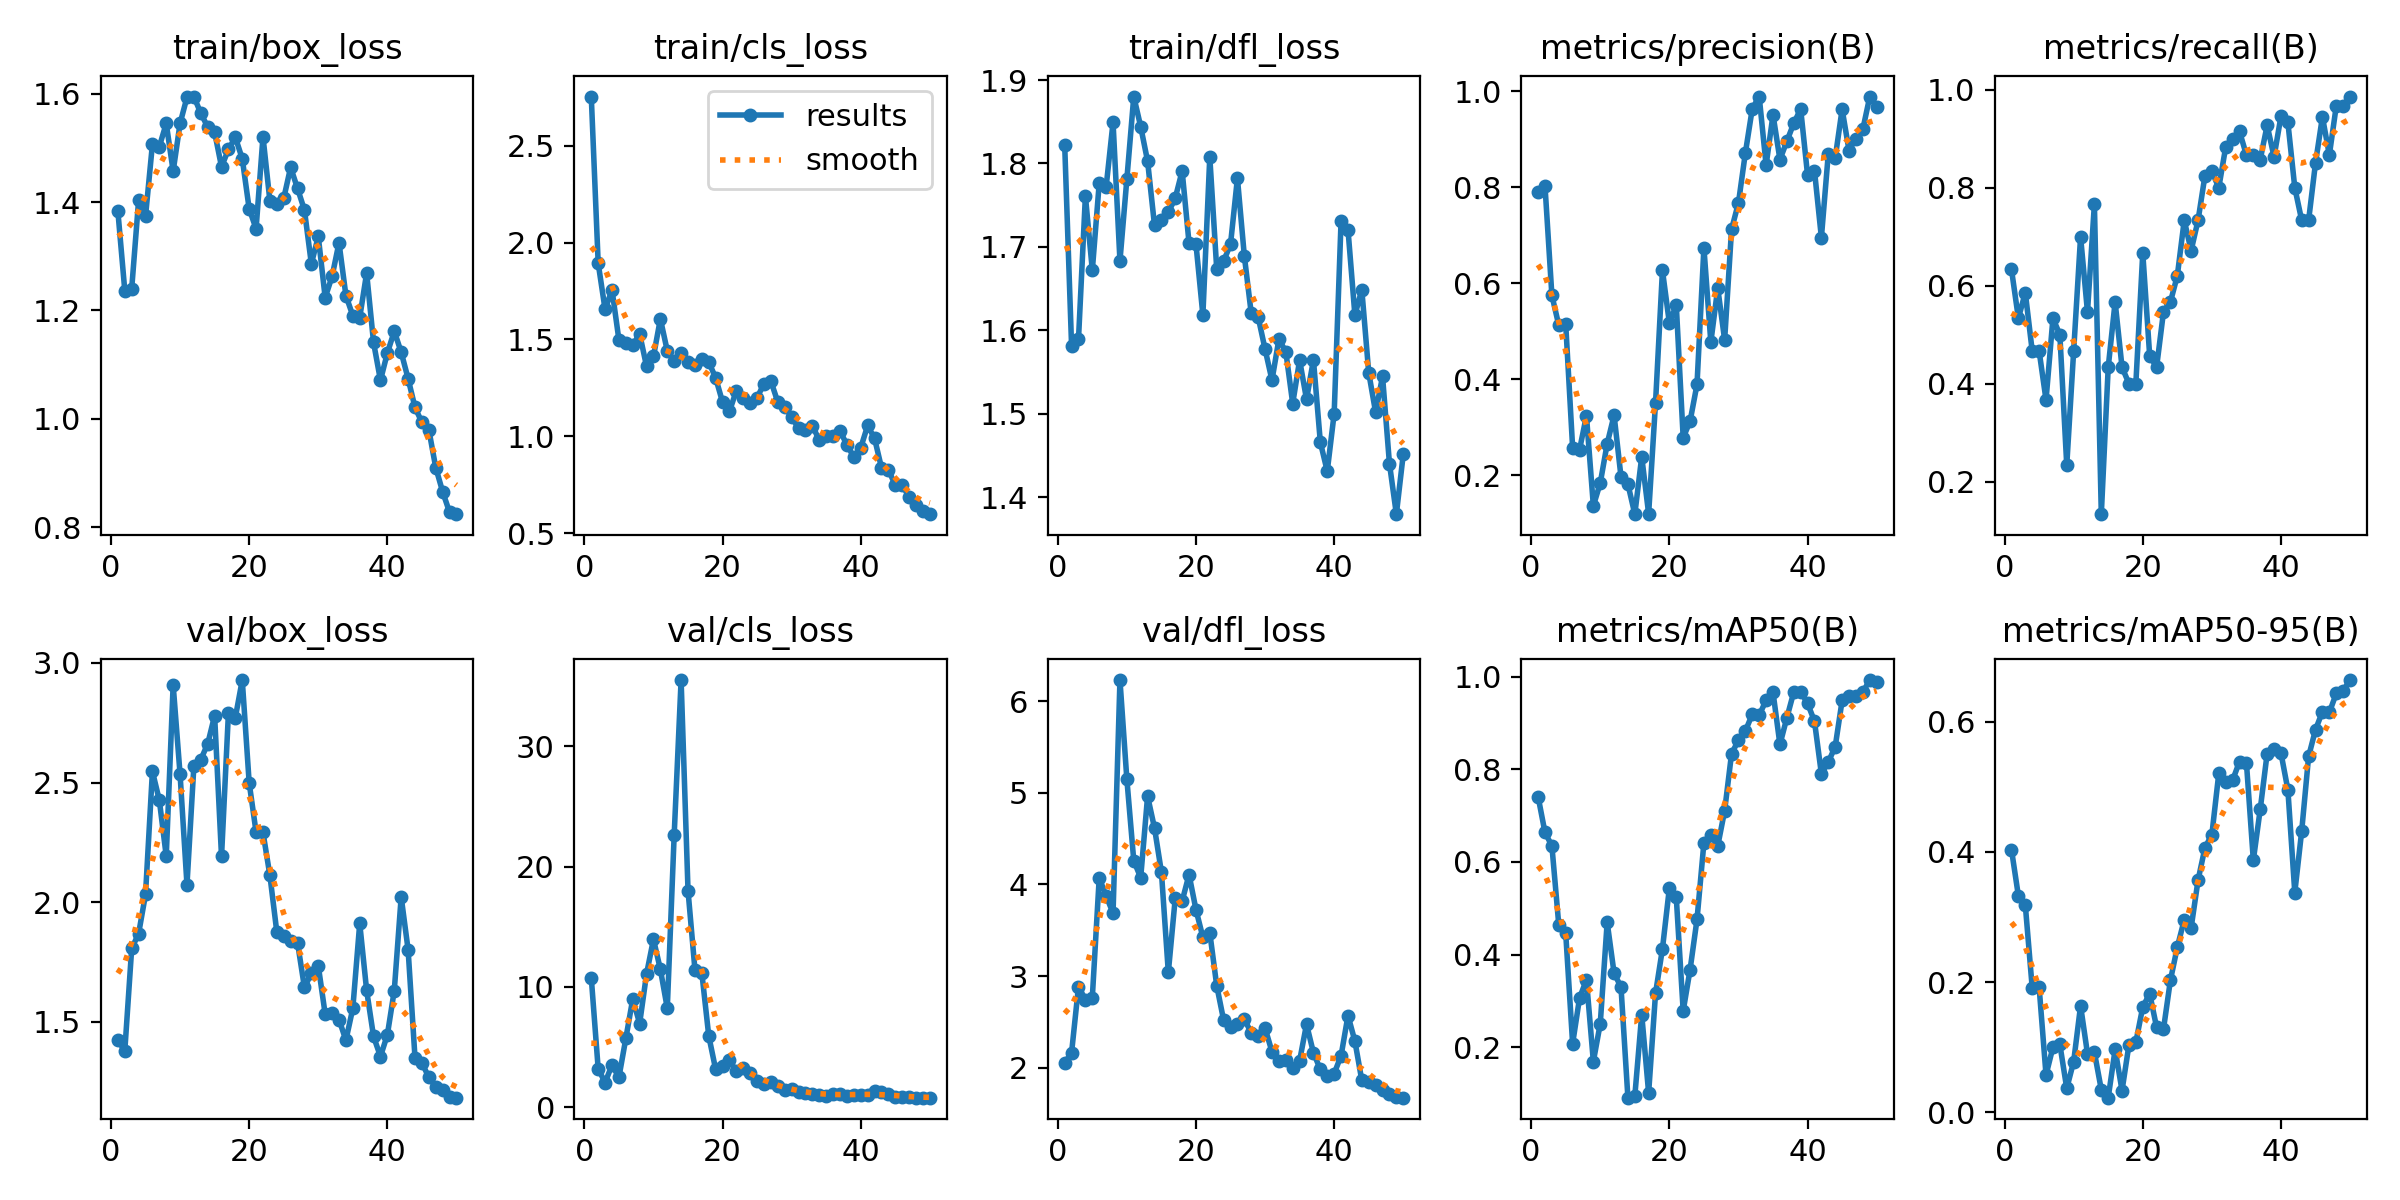 train/box_loss
1.6
1.4
1.2
1.0
0.8
0 20 40
train/cls_loss
results
smooth
2.5
2.0
1.5
1.0
0.5
0 20 40
train/dfl_loss
1.9
1.8
1.7
1.6
1.5
1.4
0 20 40
metrics/precision(B)
1.0
0.8
0.6
0.4
0.2
0 20 40
metrics/recall(B)
1.0
0.8
0.6
0.4
0.2
0 20 40
val/box_loss
3.0
2.5
2.0
1.5
0 20 40
val/cls_loss
30
20
10
0
0 20 40
val/dfl_loss
6
5
4
3
2
0 20 40
metrics/mAP50(B)
1.0
0.8
0.6
0.4
0.2
0 20 40
metrics/mAP50-95(B)
0.6
0.4
0.2
0.0
0 20 40